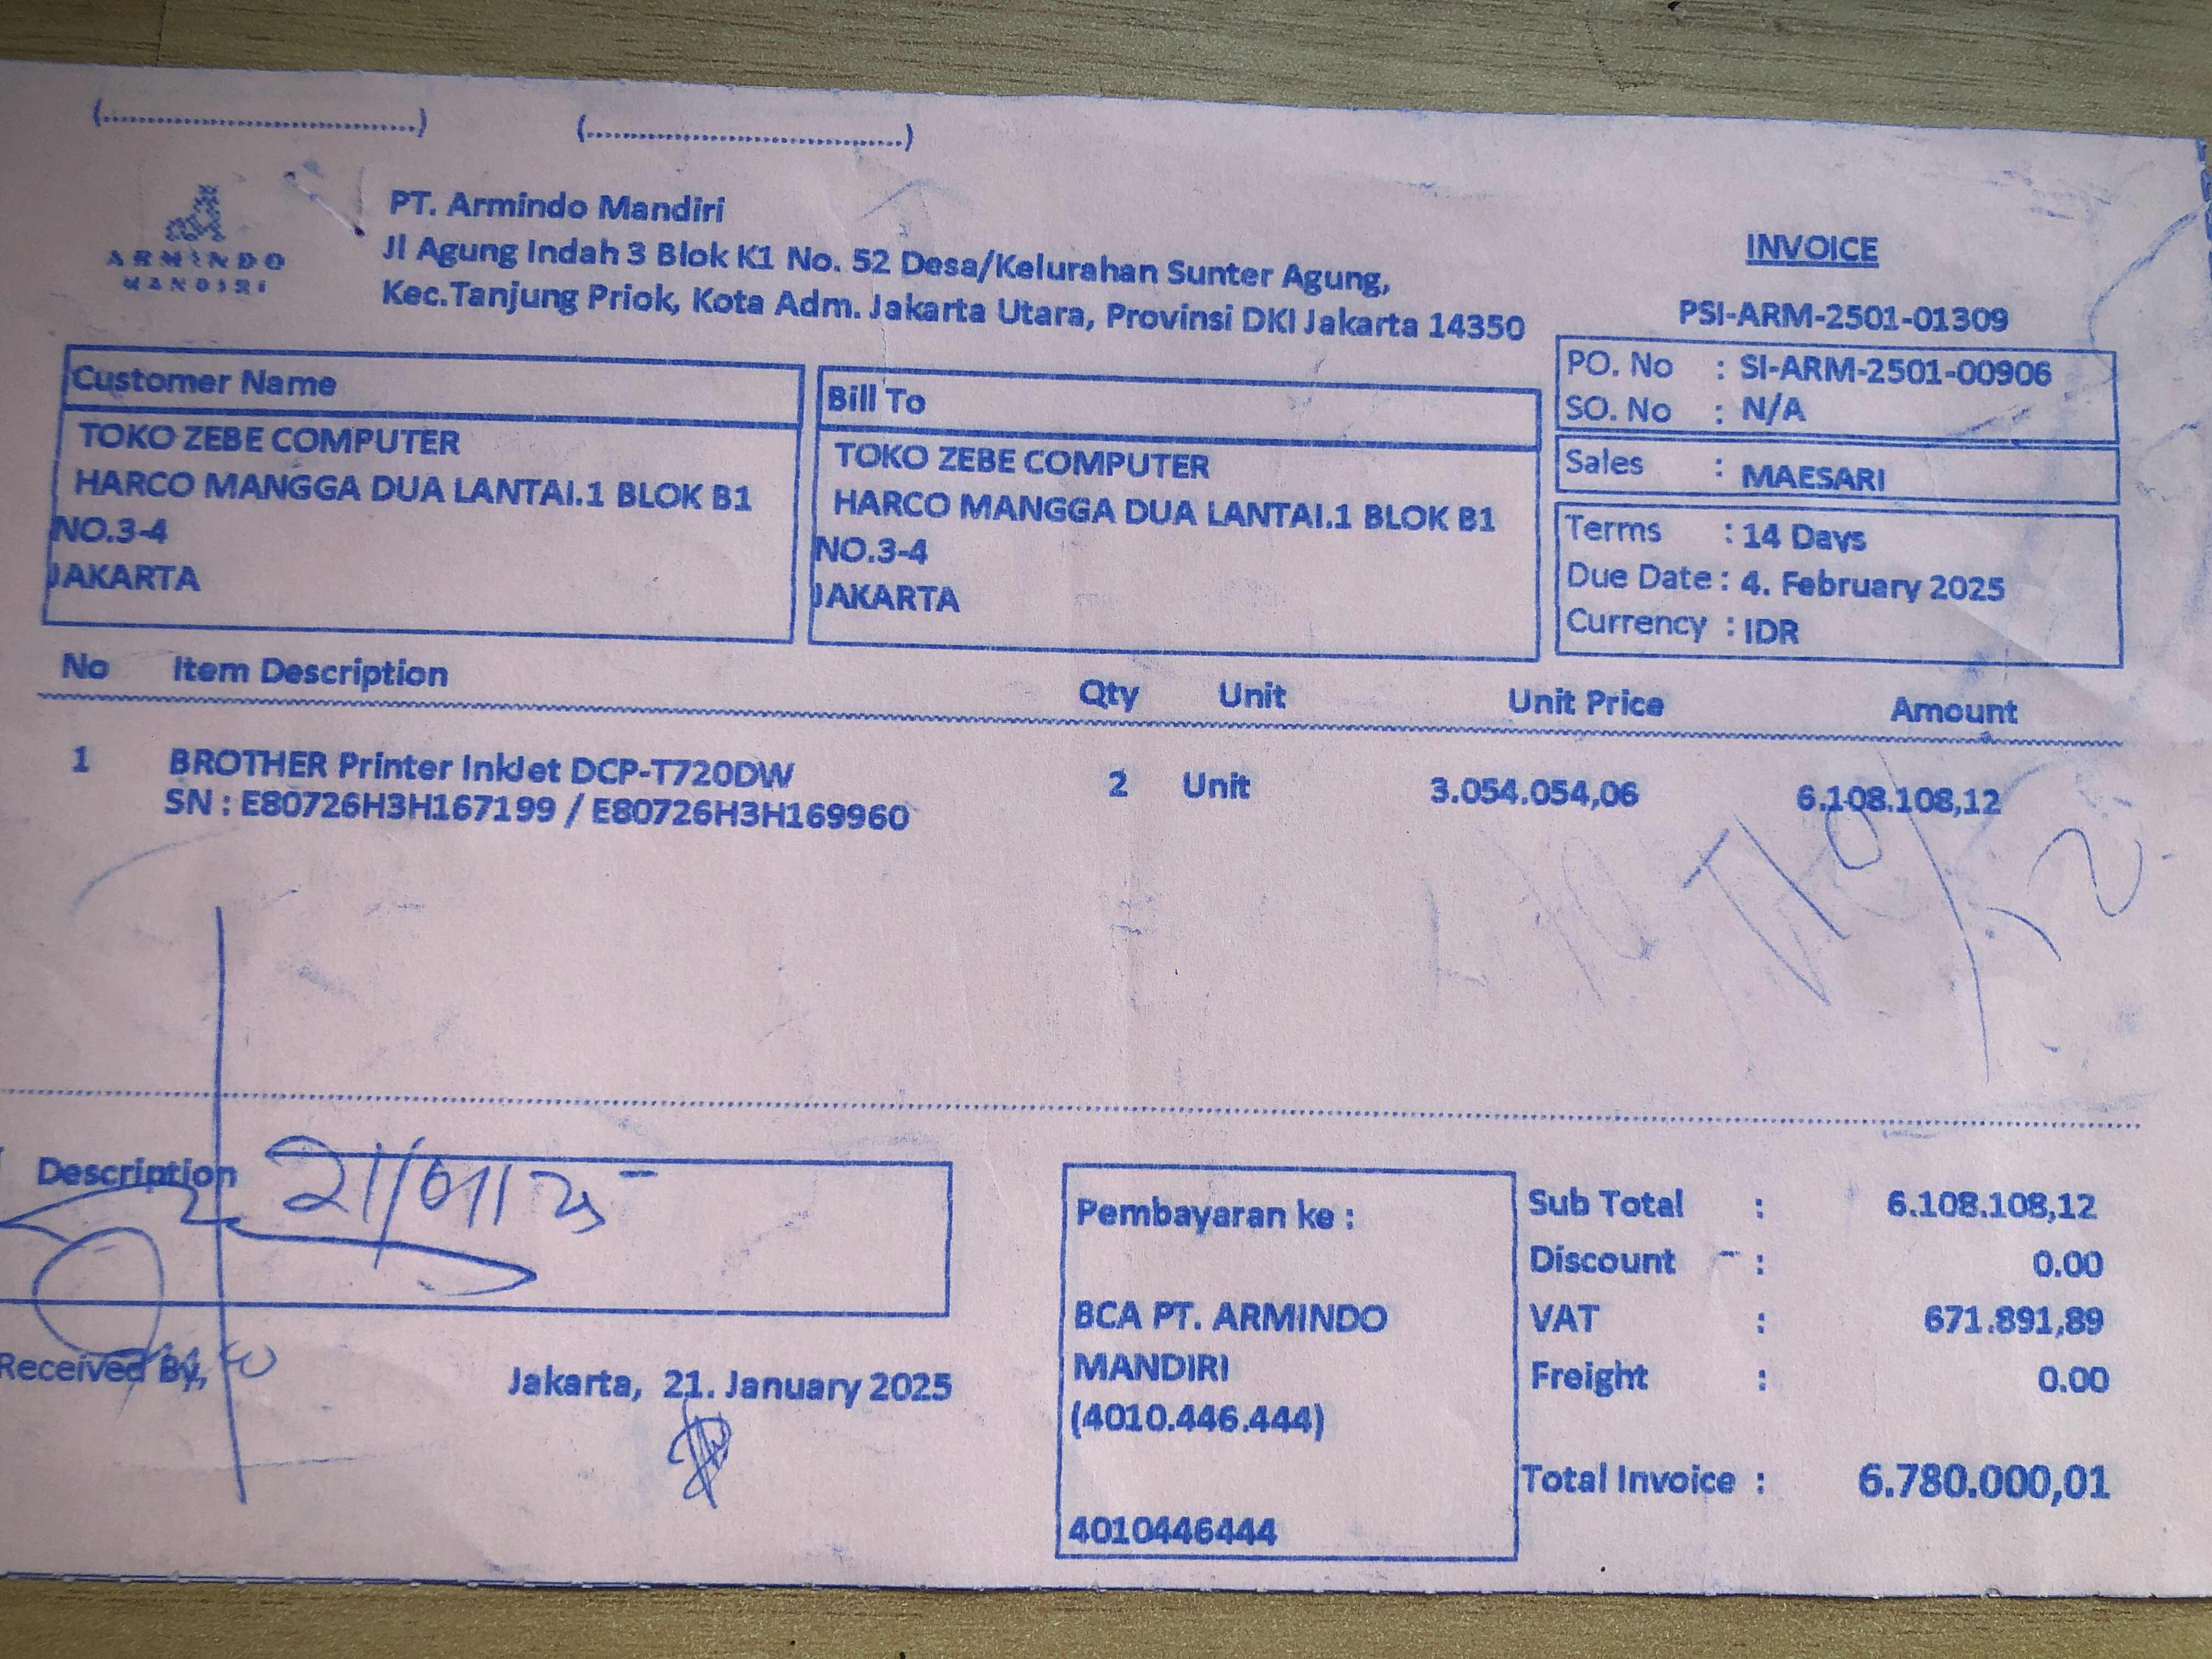 (................................)
(................................)
ARMINDO
MANDIRI
PT. Armindo Mandiri
Jl Agung Indah 3 Blok K1 No. 52 Desa/Kelurahan Sunter Agung,
Kec.Tanjung Priok, Kota Adm. Jakarta Utara, Provinsi DKI Jakarta 14350
INVOICE
PSI-ARM-2501-01309
PO. No : SI-ARM-2501-00906
SO. No : N/A
Sales : MAESARI
Terms : 14 Days
Due Date : 4. February 2025
Currency : IDR
Customer Name
TOKO ZEBE COMPUTER
HARCO MANGGA DUA LANTAI.1 BLOK B1
NO.3-4
JAKARTA
Bill To
TOKO ZEBE COMPUTER
HARCO MANGGA DUA LANTAI.1 BLOK B1
NO.3-4
JAKARTA
No Item Description Qty Unit Unit Price Amount
1 BROTHER Printer InkJet DCP-T720DW 2 Unit 3.054.054,06 6.108.108,12
SN : E80726H3H167199 / E80726H3H169960
Description
21/01/25
Received By,
Jakarta, 21. January 2025
Pembayaran ke :
BCA PT. ARMINDO
MANDIRI
(4010.446.444)
4010446444
Sub Total : 6.108.108,12
Discount : 0.00
VAT : 671.891,89
Freight : 0.00
Total Invoice : 6.780.000,01